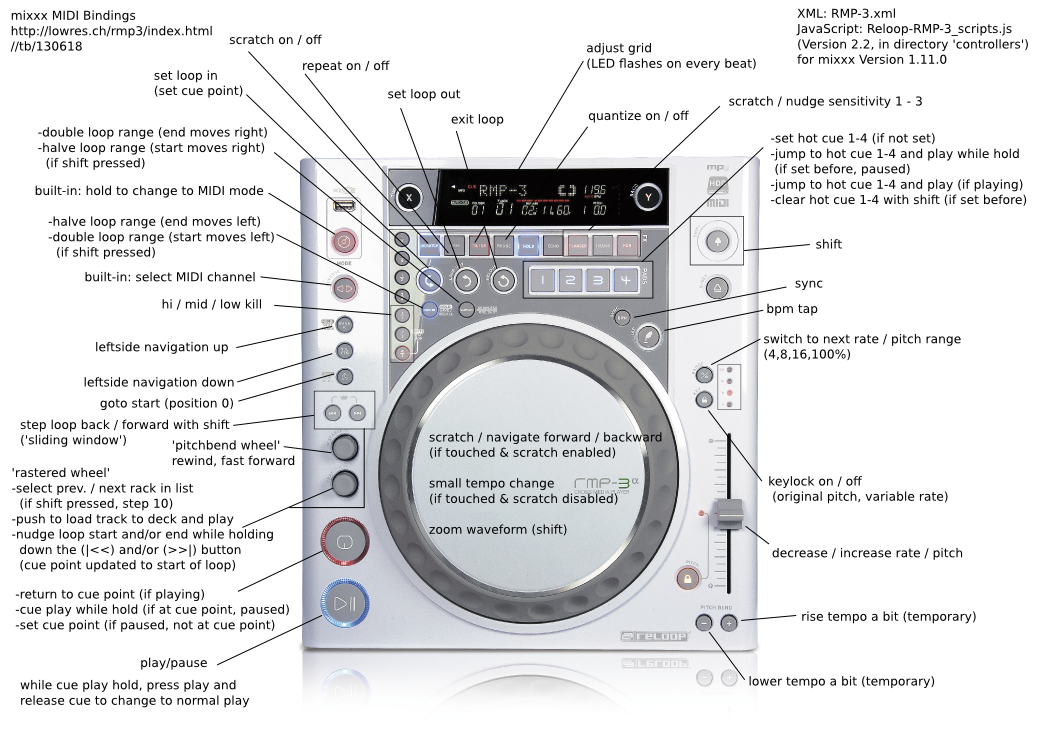 mixxx MIDI Bindings
http://lowres.ch/rmp3/index.html
//tb/130618
XML: RMP-3.xml
JavaScript: Reloop-RMP-3_scripts.js
(Version 2.2, in directory 'controllers')
for mixxx Version 1.11.0
scratch on / off
repeat on / off
set loop in
(set cue point)
set loop out
exit loop
adjust grid
(LED flashes on every beat)
quantize on / off
scratch / nudge sensitivity 1 - 3
-double loop range (end moves right)
-halve loop range (start moves right)
(if shift pressed)
built-in: hold to change to MIDI mode
-halve loop range (end moves left)
-double loop range (start moves left)
(if shift pressed)
built-in: select MIDI channel
hi / mid / low kill
leftside navigation up
leftside navigation down
goto start (position 0)
step loop back / forward with shift
('sliding window')
'pitchbend wheel'
rewind, fast forward
'rastered wheel'
-select prev. / next rack in list
(if shift pressed, step 10)
-push to load track to deck and play
-nudge loop start and/or end while holding
down the (|<<) and/or (>>|) button
(cue point updated to start of loop)
-return to cue point (if playing)
-cue play while hold (if at cue point, paused)
-set cue point (if paused, not at cue point)
play/pause
while cue play hold, press play and
release cue to change to normal play
-set hot cue 1-4 (if not set)
-jump to hot cue 1-4 and play while hold
(if set before, paused)
-jump to hot cue 1-4 and play (if playing)
-clear hot cue 1-4 with shift (if set before)
shift
sync
bpm tap
switch to next rate / pitch range
(4,8,16,100%)
keylock on / off
(original pitch, variable rate)
decrease / increase rate / pitch
rise tempo a bit (temporary)
lower tempo a bit (temporary)
scratch / navigate forward / backward
(if touched & scratch enabled)
small tempo change
(if touched & scratch disabled)
zoom waveform (shift)
X
RMP-3
Y
SCRATCH
HOLD
ECHO
1 2 3 4
PADS
MODE
MIDI
rmp-3 α
PITCH BEND
reloop